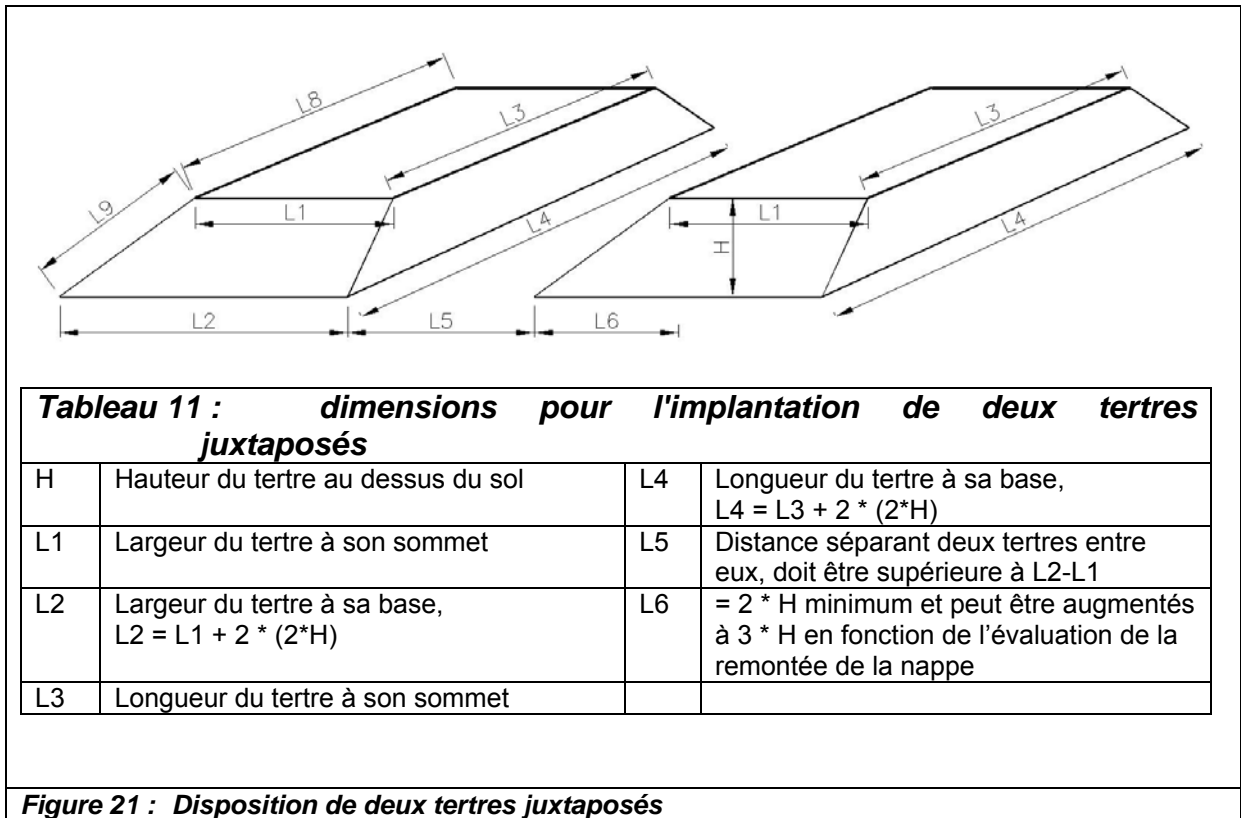 L8
L3
L3
L9
L1
L1
L4
H
L4
L2
L5
L6
Tableau 11 : dimensions pour l'implantation de deux tertres
juxtaposés
H
Hauteur du tertre au dessus du sol
L4
Longueur du tertre à sa base,
L4 = L3 + 2 * (2*H)
L1
Largeur du tertre à son sommet
L5
Distance séparant deux tertres entre
eux, doit être supérieure à L2-L1
L2
Largeur du tertre à sa base,
L2 = L1 + 2 * (2*H)
L6
= 2 * H minimum et peut être augmentés
à 3 * H en fonction de l’évaluation de la
remontée de la nappe
L3
Longueur du tertre à son sommet
Figure 21 : Disposition de deux tertres juxtaposés